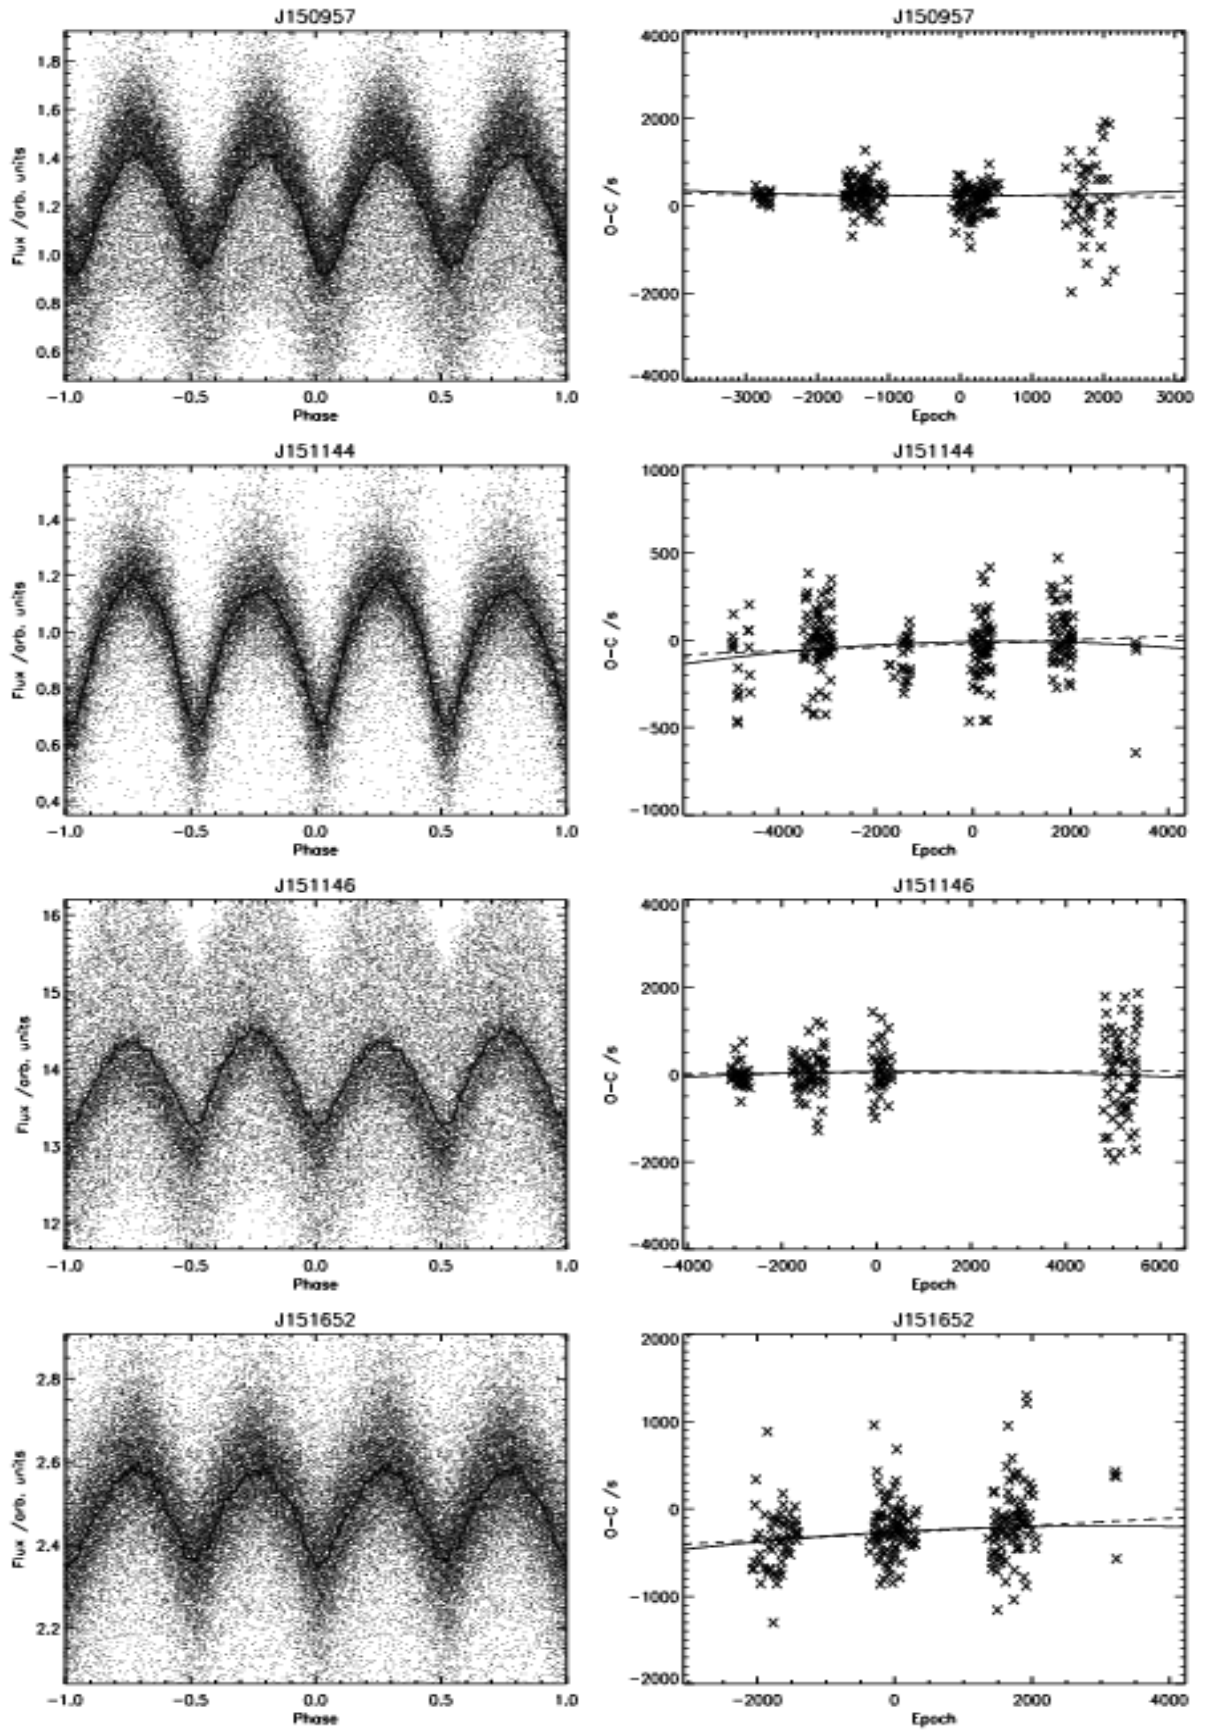 J150957
J150957
1.8
1.6
1.4
1.2
1.0
0.8
0.6
Flux /arb. units
-1.0 -0.5 0.0 0.5 1.0
Phase
4000
2000
0
-2000
-4000
O-C /s
-3000 -2000 -1000 0 1000 2000 3000
Epoch
J151144
J151144
1.4
1.2
1.0
0.8
0.6
0.4
Flux /arb. units
-1.0 -0.5 0.0 0.5 1.0
Phase
1000
500
0
-500
-1000
O-C /s
-4000 -2000 0 2000 4000
Epoch
J151146
J151146
16
15
14
13
12
Flux /arb. units
-1.0 -0.5 0.0 0.5 1.0
Phase
4000
2000
0
-2000
-4000
O-C /s
-4000 -2000 0 2000 4000 6000
Epoch
J151652
J151652
2.8
2.6
2.4
2.2
Flux /arb. units
-1.0 -0.5 0.0 0.5 1.0
Phase
2000
1000
0
-1000
-2000
O-C /s
-2000 0 2000 4000
Epoch